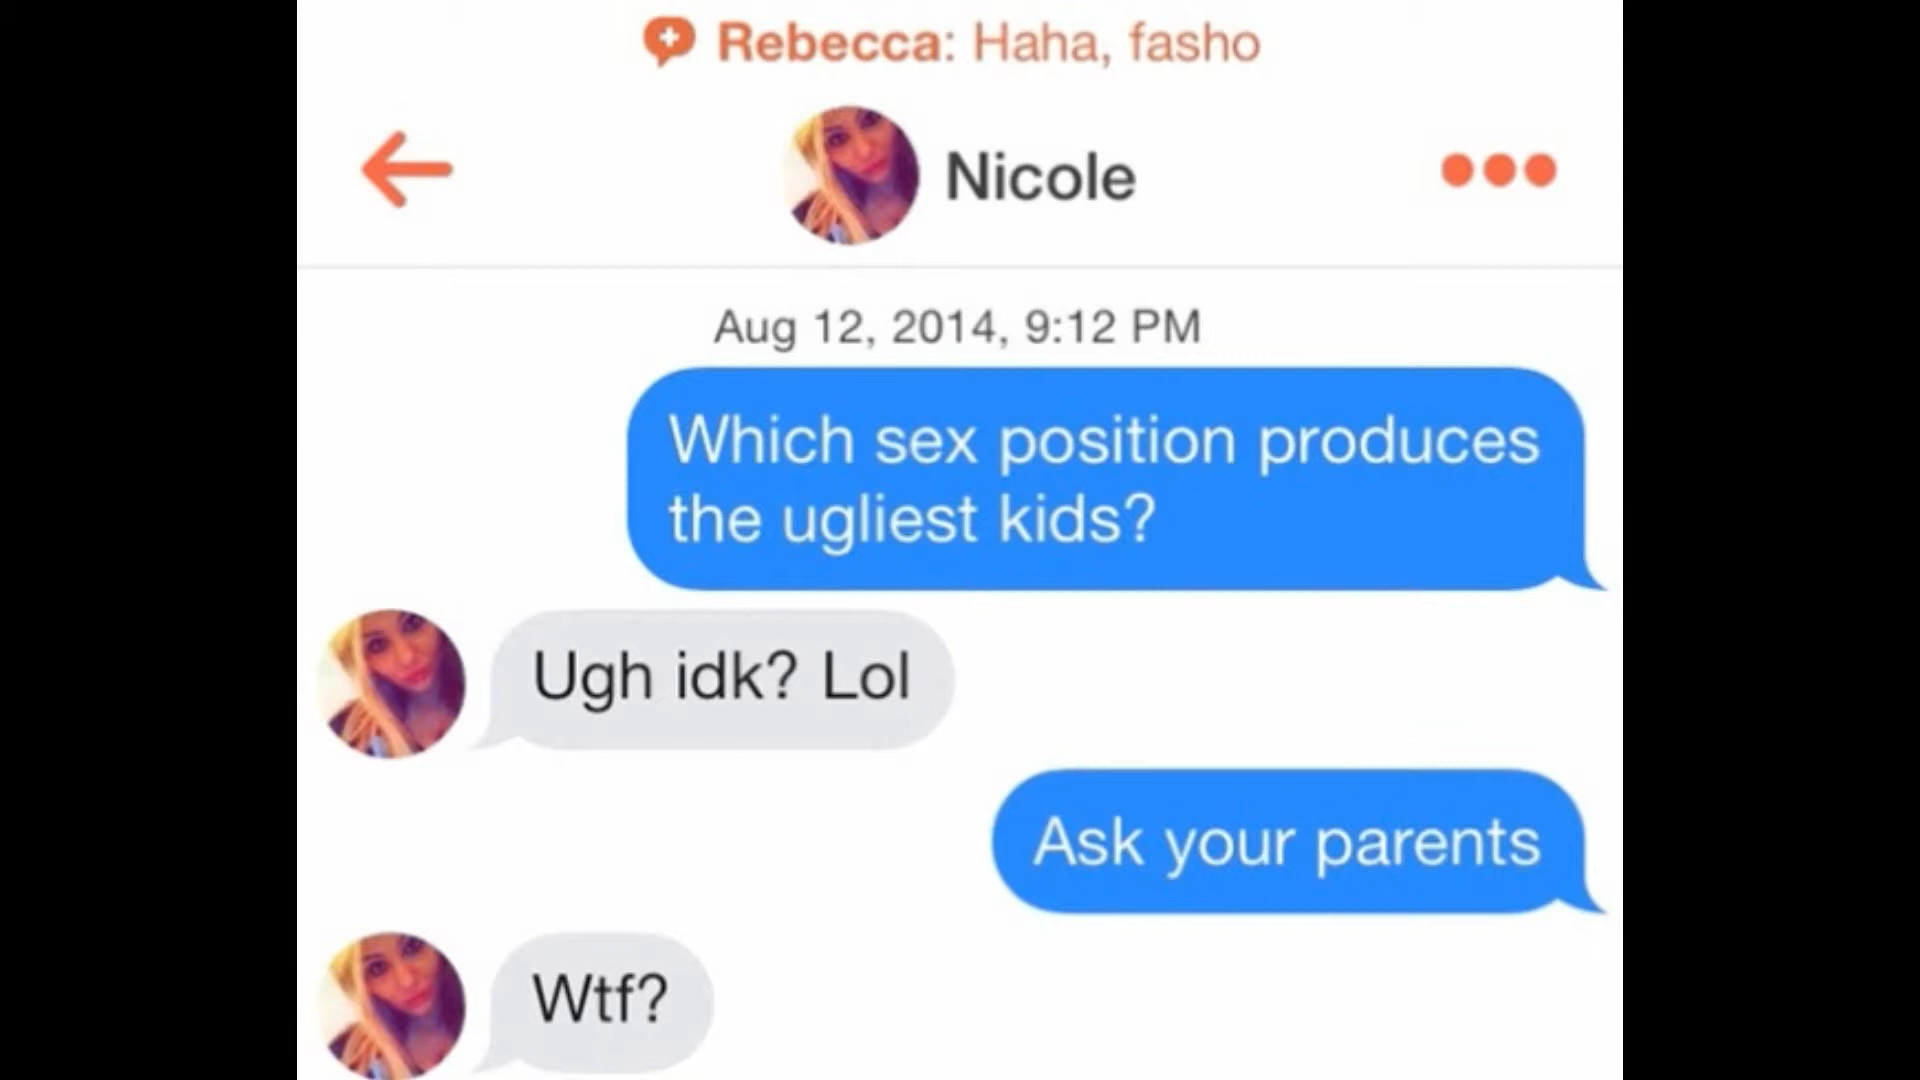 Rebecca: Haha, fasho
Nicole
Aug 12, 2014, 9:12 PM
Which sex position produces
the ugliest kids?
Ugh idk? Lol
Ask your parents
Wtf?